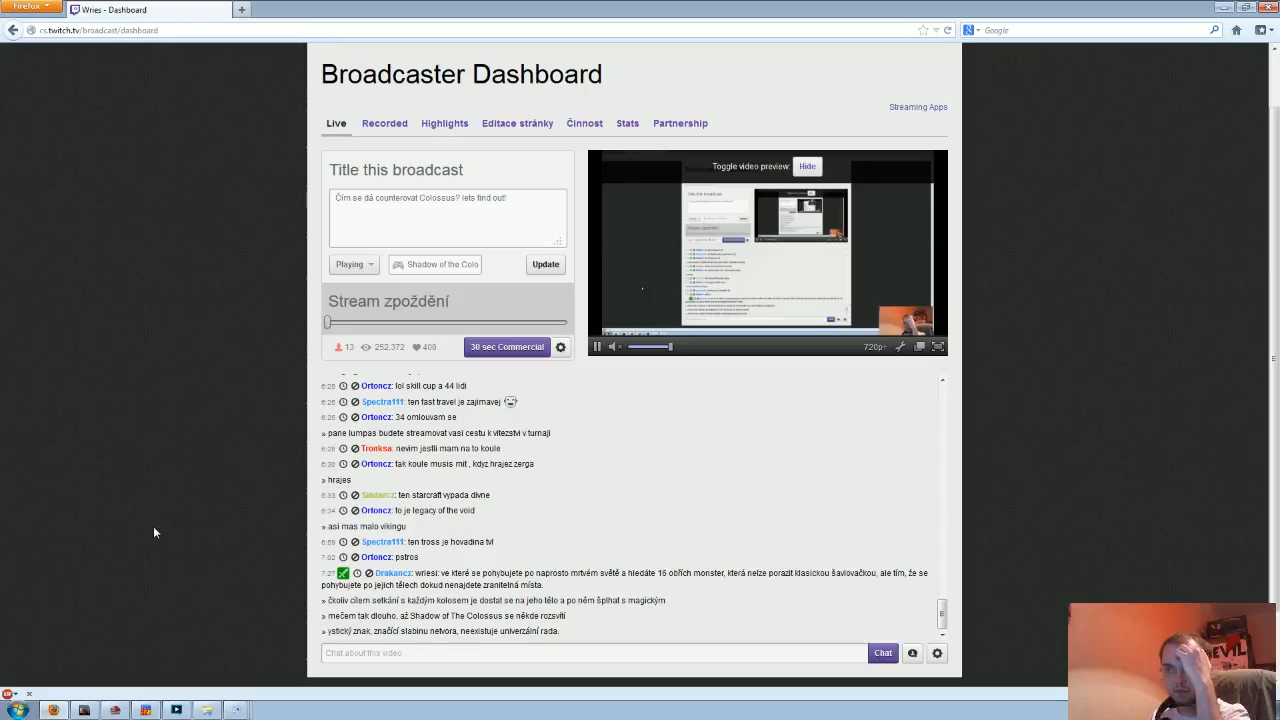 Firefox
Wries - Dashboard
cs.twitch.tv/broadcast/dashboard
Google
Broadcaster Dashboard
Streaming Apps
Live Recorded Highlights Editace stránky Činnost Stats Partnership
Title this broadcast
Čím se dá counterovat Colossus? lets find out!
Playing
Shadow of the Colo
Update
Stream zpoždění
13 252,372 408
30 sec Commercial
Toggle video preview: Hide
720p+
6:26 Ortoncz: lol skill cup a 44 lidi
6:26 Spectra111: ten fast travel je zajimavej
6:26 Ortoncz: 34 omlouvam se
» pane lumpas budete streamovat vasi cestu k vitezstvi v turnaji
6:28 Tronksa: nevim jestli mam na to koule
6:30 Ortoncz: tak koule musis mit , kdyz hrajez zerga
» hrajes
6:33 Sindarcz: ten starcraft vypada divne
6:34 Ortoncz: to je legacy of the void
» asi mas malo vikingu
6:59 Spectra111: ten tross je hovadina tvl
7:02 Ortoncz: pstros
7:27 Drakancz: wriesi: ve které se pohybujete po naprosto mrtvém světě a hledáte 16 obřích monster, která nelze porazit klasickou šavlovačkou, ale tím, že se
pohybujete po jejich tělech dokud nenajdete zranitelná místa.
» čkoliv cílem setkání s každým kolosem je dostat se na jeho tělo a po něm šplhat s magickým
» mečem tak dlouho, až Shadow of The Colossus se někde rozsvítí
» ystický znak, značící slabinu netvora, neexistuje univerzální rada.
Chat about this video
Chat
DEVIL